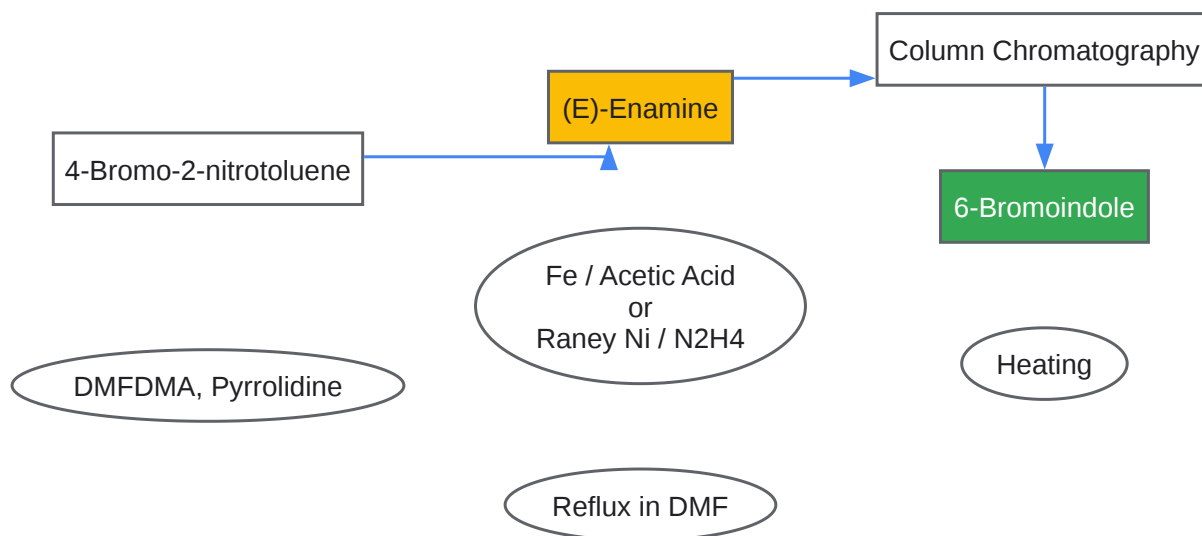 Column Chromatography
(E)-Enamine
4-Bromo-2-nitrotoluene
6-Bromoindole
Fe / Acetic Acid
or
Raney Ni / N2H4
Heating
DMFDMA, Pyrrolidine
Reflux in DMF